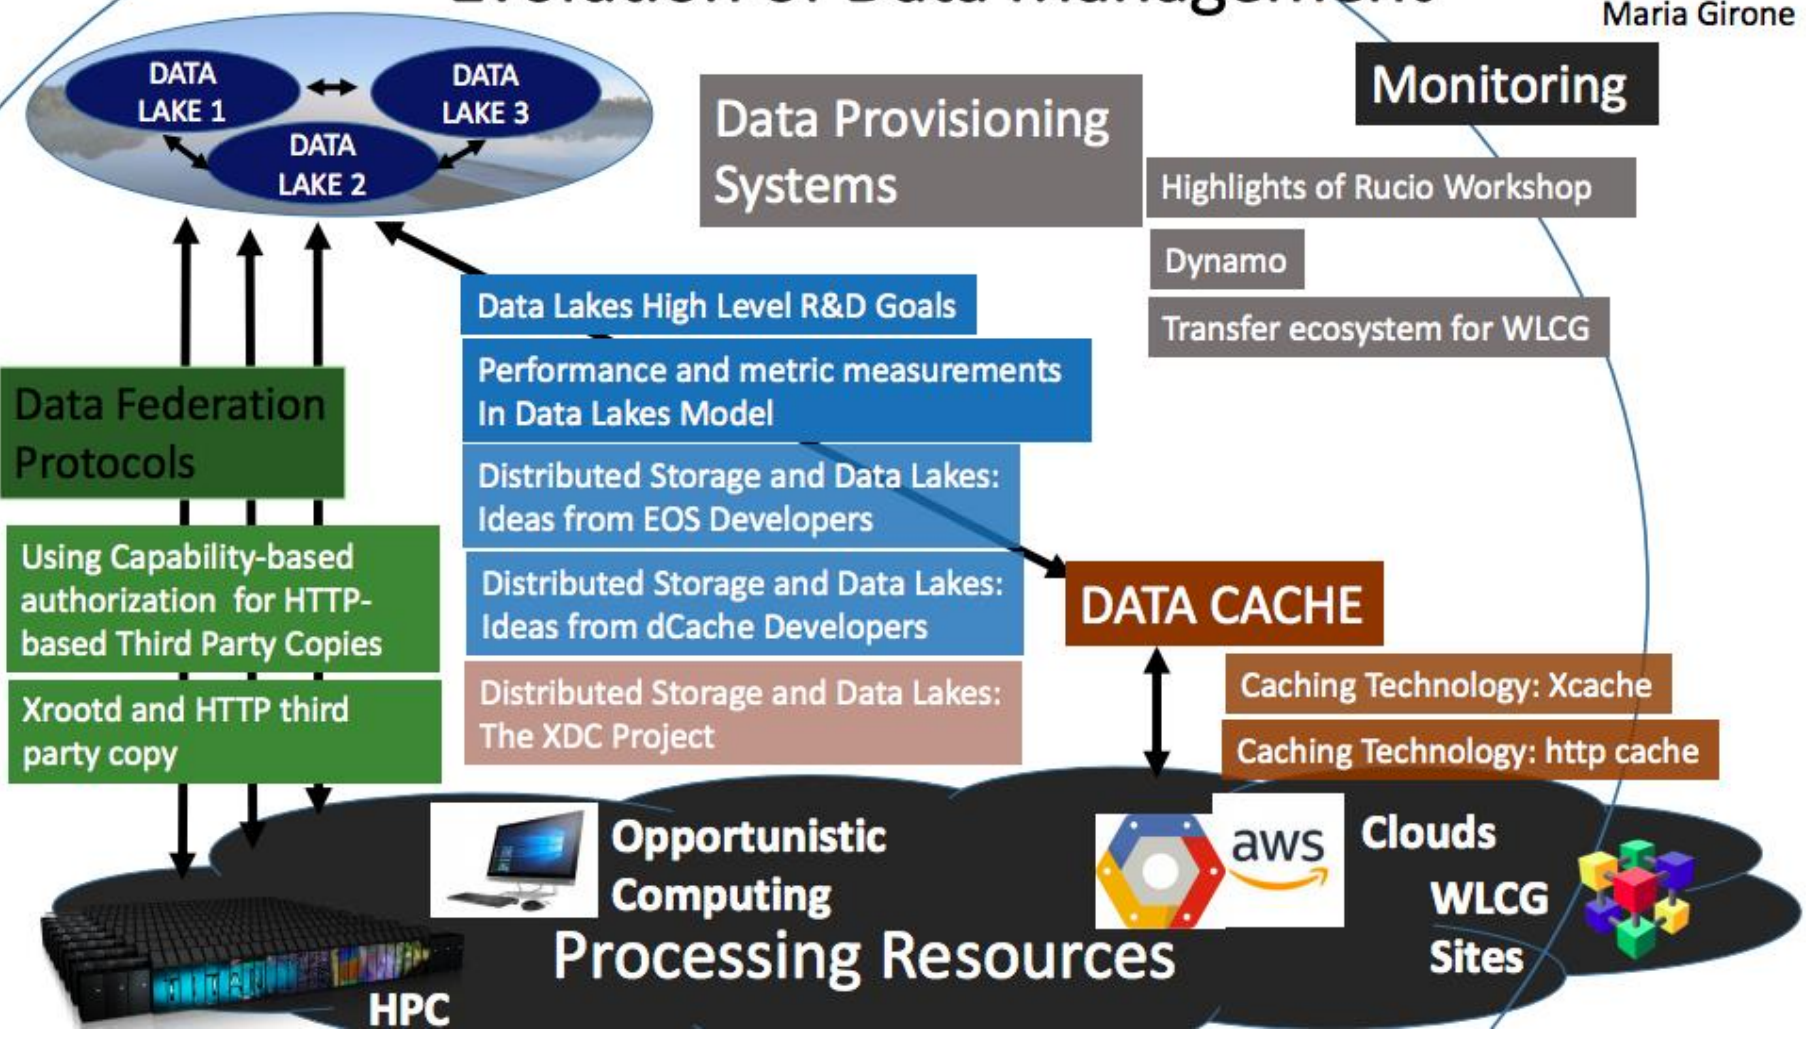 Evolution of Data Management
Maria Girone
DATA
LAKE 1
DATA
LAKE 3
DATA
LAKE 2
Data Provisioning
Systems
Monitoring
Highlights of Rucio Workshop
Dynamo
Transfer ecosystem for WLCG
Data Lakes High Level R&D Goals
Performance and metric measurements
In Data Lakes Model
Distributed Storage and Data Lakes:
Ideas from EOS Developers
Distributed Storage and Data Lakes:
Ideas from dCache Developers
Distributed Storage and Data Lakes:
The XDC Project
Data Federation
Protocols
Using Capability-based
authorization for HTTP-
based Third Party Copies
Xrootd and HTTP third
party copy
DATA CACHE
Caching Technology: Xcache
Caching Technology: http cache
Opportunistic
Computing
aws
Clouds
WLCG
Sites
Processing Resources
HPC